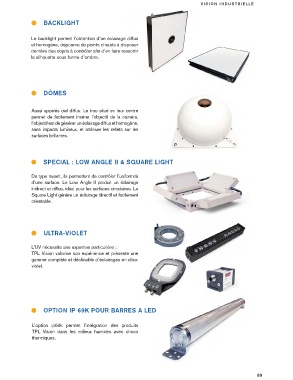 VISION INDUSTRIELLE
BACKLIGHT
Le backlight permet l'obtention d'un éclairage diffus
et homogène, dépourvu de points chauds à disposer
derrière des objets à contrôler afin d'en faire ressortir
la silhouette sous forme d'ombre.
DÔMES
Aussi appelés ciel diffus. Le trou situé en leur centre
permet de facilement insérer l'objectif de la caméra.
l'objectif est de générer un éclairage diffus et homogène,
sans impacts lumineux, et atténuer les reflets sur les
surfaces brillantes.
SPECIAL : LOW ANGLE II & SQUARE LIGHT
De type rasant, ils permettent de contrôler l'uniformité
d'une surface. Le Low Angle II produit un éclairage
indirect et diffus, idéal pour les surfaces circulaires. Le
Square Light génère un éclairage directif et facilement
orientable.
ULTRA-VIOLET
L'UV nécessite une expertise particulière ;
TPL Vision valorise son expérience et présente une
gamme complète et déclinable d'éclairages en ultra-
violet.
OPTION IP 69K POUR BARRES A LED
L'option ip69k permet l'intégration des produits
TPL Vision dans les milieux humides avec chocs
thermiques.
89